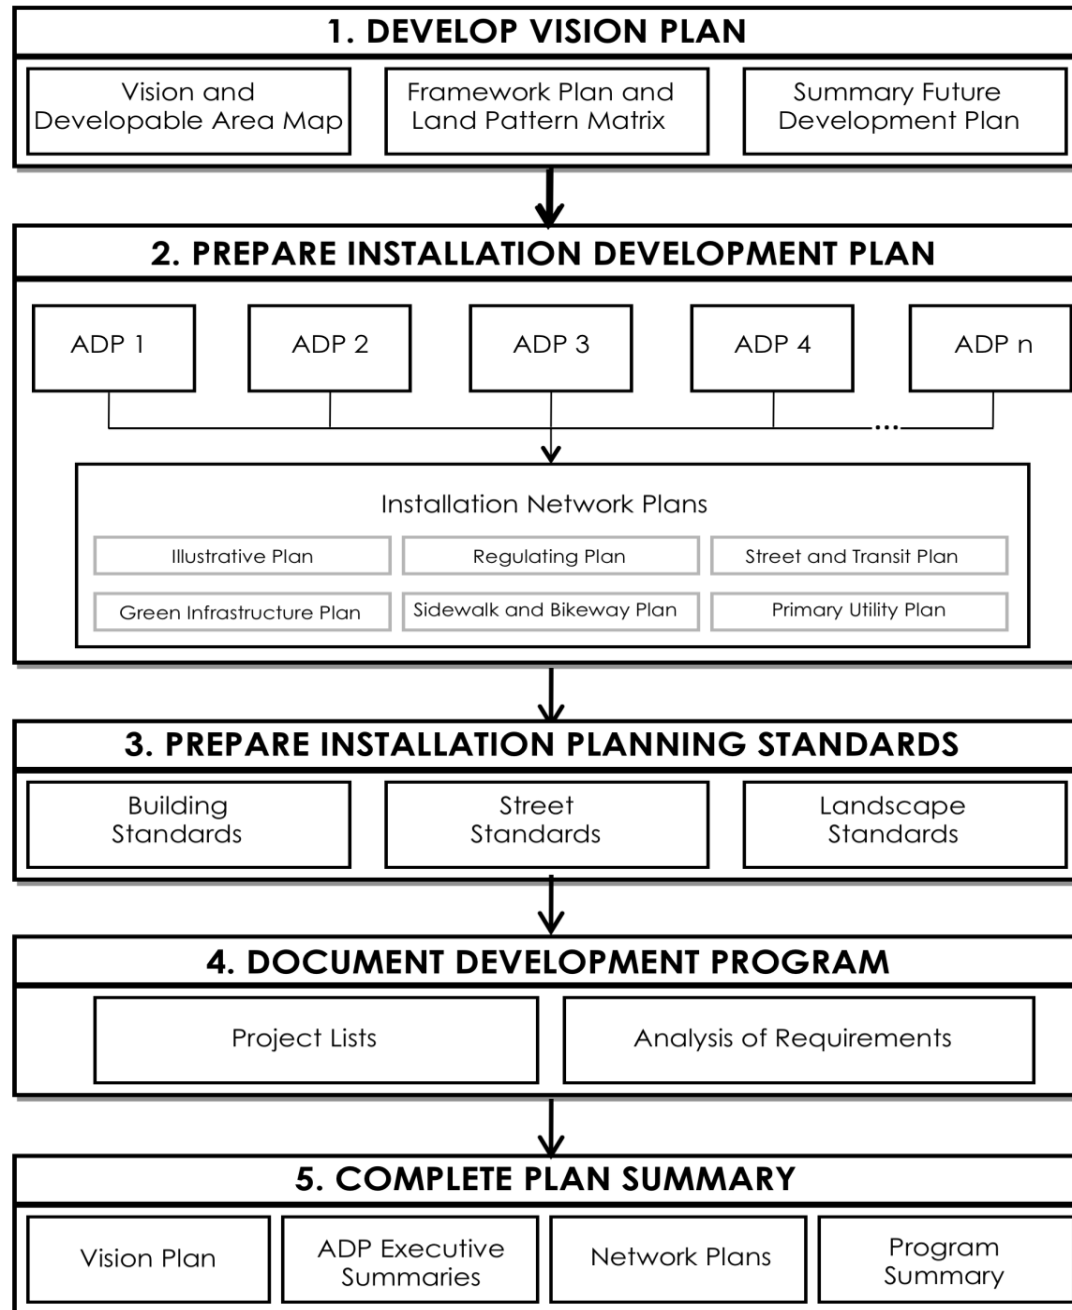 1. DEVELOP VISION PLAN
Vision and
Developable Area Map
Framework Plan and
Land Pattern Matrix
Summary Future
Development Plan
2. PREPARE INSTALLATION DEVELOPMENT PLAN
ADP 1
ADP 2
ADP 3
ADP 4
ADP n
...
Installation Network Plans
Illustrative Plan
Regulating Plan
Street and Transit Plan
Green Infrastructure Plan
Sidewalk and Bikeway Plan
Primary Utility Plan
3. PREPARE INSTALLATION PLANNING STANDARDS
Building
Standards
Street
Standards
Landscape
Standards
4. DOCUMENT DEVELOPMENT PROGRAM
Project Lists
Analysis of Requirements
5. COMPLETE PLAN SUMMARY
Vision Plan
ADP Executive
Summaries
Network Plans
Program
Summary